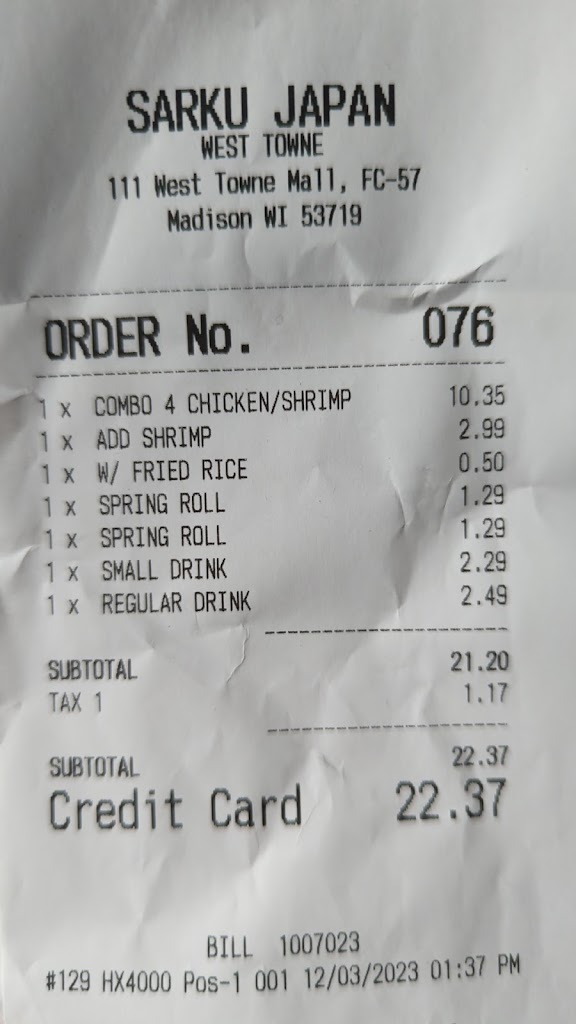 SARKU JAPAN
WEST TOWNE
111 West Towne Mall, FC-57
Madison WI 53719
ORDER No. 076
1 x COMBO 4 CHICKEN/SHRIMP 10.35
1 x ADD SHRIMP 2.99
1 x W/ FRIED RICE 0.50
1 x SPRING ROLL 1.29
1 x SPRING ROLL 1.29
1 x SMALL DRINK 2.29
1 x REGULAR DRINK 2.49
SUBTOTAL 21.20
TAX 1 1.17
SUBTOTAL 22.37
Credit Card 22.37
BILL 1007023
#129 HX4000 Pos-1 001 12/03/2023 01:37 PM